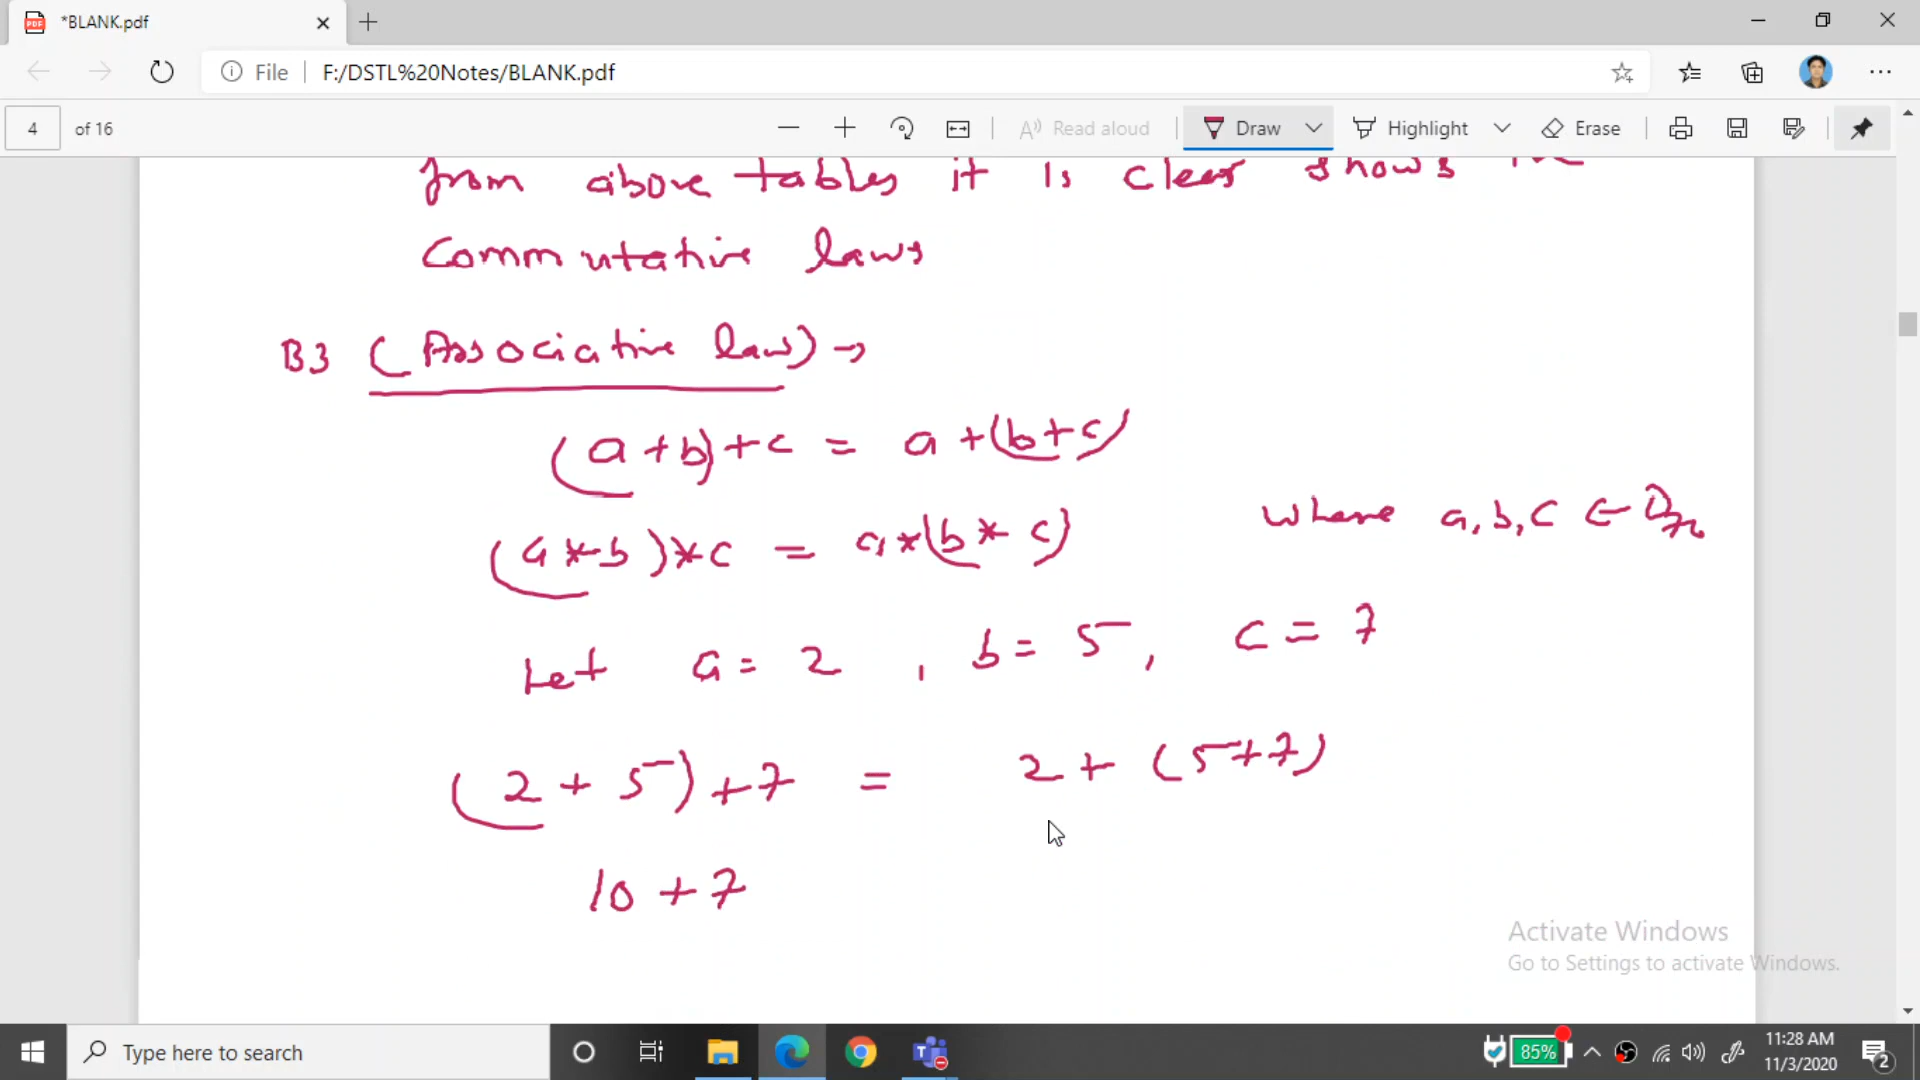 *BLANK.pdf
File F:/DSTL%20Notes/BLANK.pdf
4 of 16 Read aloud Draw Highlight Erase
from above tables it is clear shows
Commutative laws
B3 (Associative law) →
(a+b)+c = a+(b+c)
(a*b)*c = a*(b*c) where a,b,c ∈ D70
Let a = 2 , b = 5 , c = 7
(2 + 5) + 7 = 2 + (5+7)
10 + 7
Activate Windows
Go to Settings to activate Windows.
Type here to search
85%
11:28 AM
11/3/2020
2